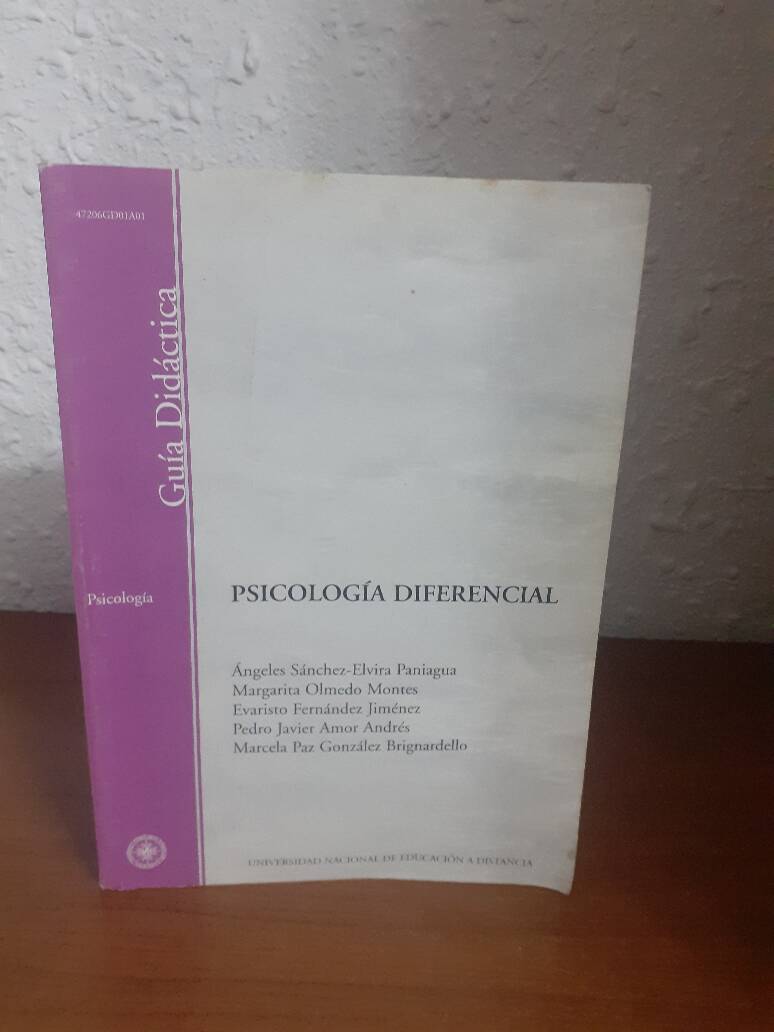 47206GD01A01
Guía Didáctica
Psicología
PSICOLOGÍA DIFERENCIAL
Ángeles Sánchez-Elvira Paniagua
Margarita Olmedo Montes
Evaristo Fernández Jiménez
Pedro Javier Amor Andrés
Marcela Paz González Brignardello
UNIVERSIDAD NACIONAL DE EDUCACIÓN A DISTANCIA